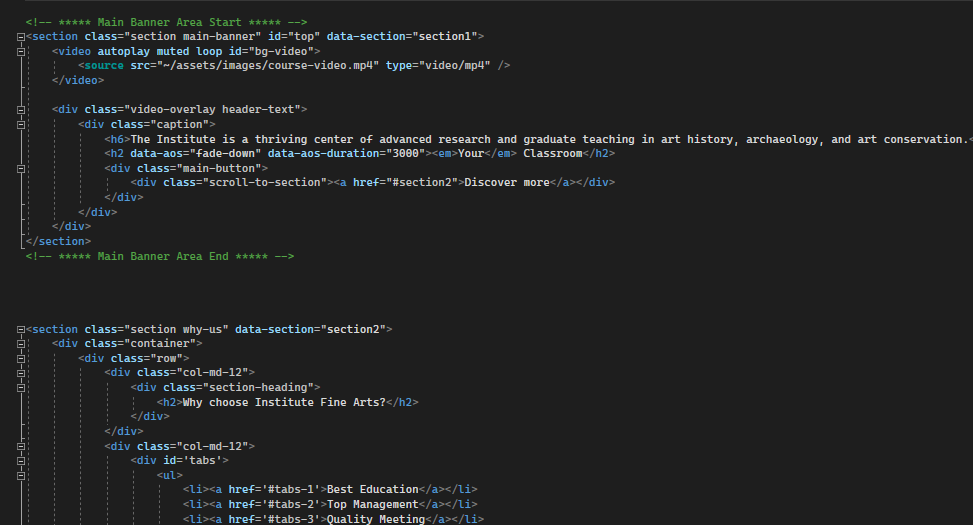 <!-- ***** Main Banner Area Start ***** -->
<section class="section main-banner" id="top" data-section="section1">
<video autoplay muted loop id="bg-video">
<source src="~/assets/images/course-video.mp4" type="video/mp4" />
</video>
<div class="video-overlay header-text">
<div class="caption">
<h6>The Institute is a thriving center of advanced research and graduate teaching in art history, archaeology, and art conservation.<
<h2 data-aos="fade-down" data-aos-duration="3000"><em>Your</em> Classroom</h2>
<div class="main-button">
<div class="scroll-to-section"><a href="#section2">Discover more</a></div>
</div>
</div>
</div>
</section>
<!-- ***** Main Banner Area End ***** -->
<section class="section why-us" data-section="section2">
<div class="container">
<div class="row">
<div class="col-md-12">
<div class="section-heading">
<h2>Why choose Institute Fine Arts?</h2>
</div>
</div>
<div class="col-md-12">
<div id='tabs'>
<ul>
<li><a href='#tabs-1'>Best Education</a></li>
<li><a href='#tabs-2'>Top Management</a></li>
<li><a href='#tabs-3'>Quality Meeting</a></li>